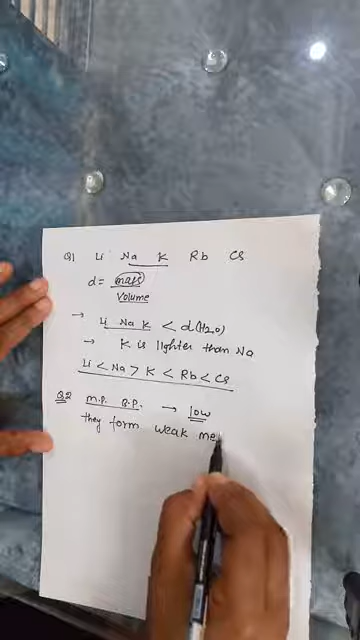 Q1 Li Na K Rb Cs
d = mass
Volume
→ Li Na K < d(H2O)
→ K is lighter than Na
Li < Na > K < Rb < Cs
Q.2 M.P. B.P. → low
they form weak me